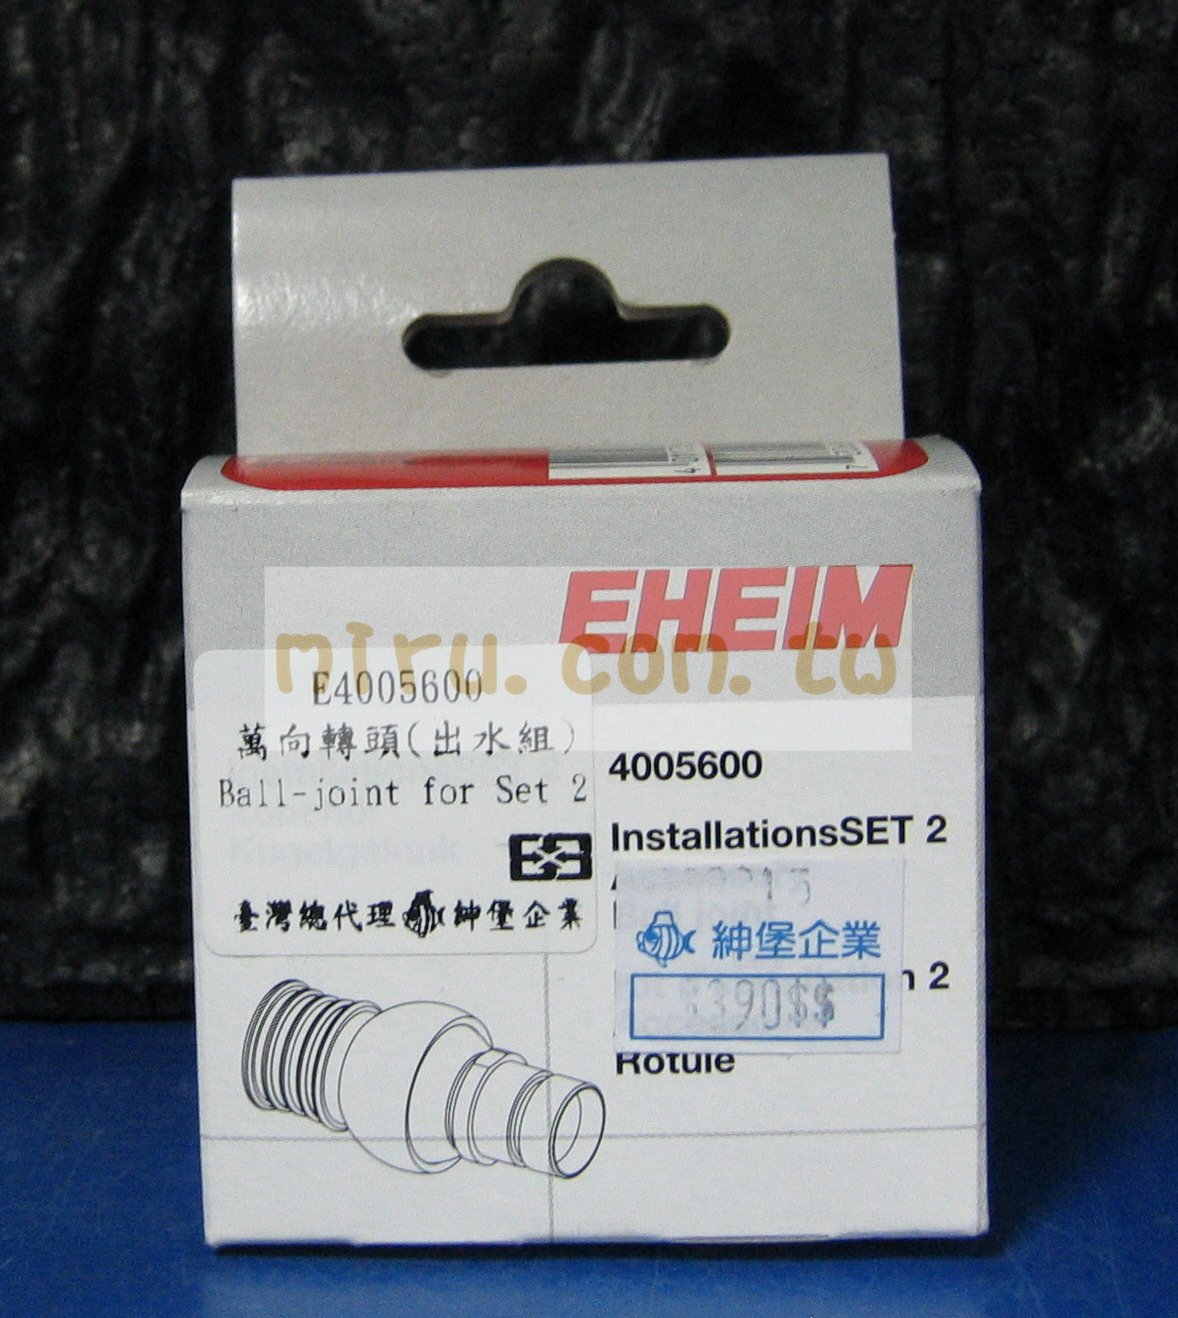 EHEIM
miru.com.tw
E4005600
萬向轉頭(出水組)
Ball-joint for Set 2
臺灣總代理 紳堡企業
4005600
InstallationsSET 2
紳堡企業
390$$
n 2
Rotule